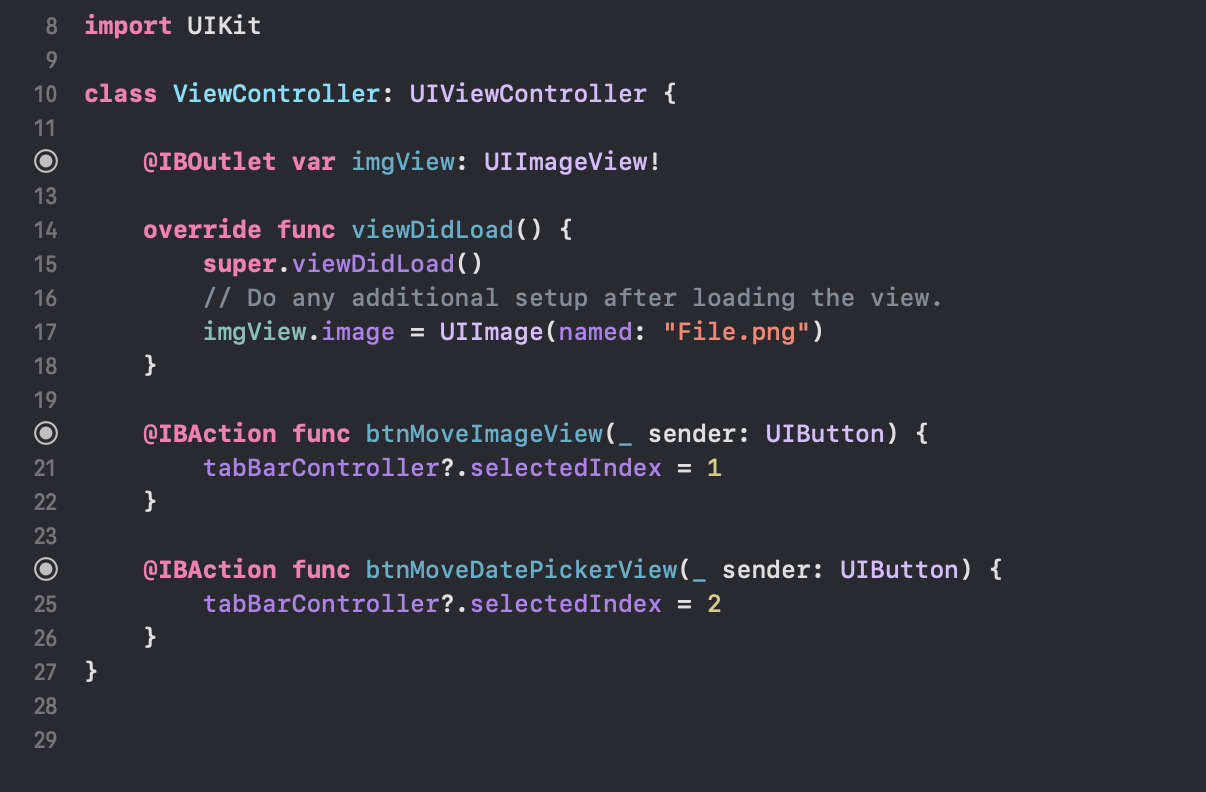 8 import UIKit
9
10 class ViewController: UIViewController {
11
@IBOutlet var imgView: UIImageView!
13
14 override func viewDidLoad() {
15 super.viewDidLoad()
16 // Do any additional setup after loading the view.
17 imgView.image = UIImage(named: "File.png")
18 }
19
@IBAction func btnMoveImageView(_ sender: UIButton) {
21 tabBarController?.selectedIndex = 1
22 }
23
@IBAction func btnMoveDatePickerView(_ sender: UIButton) {
25 tabBarController?.selectedIndex = 2
26 }
27 }
28
29